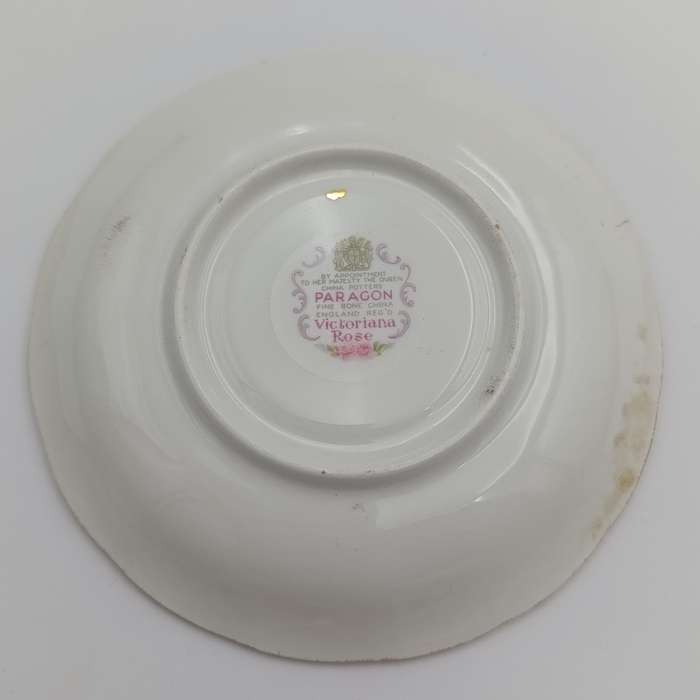 BY APPOINTMENT
TO HER MAJESTY THE QUEEN
CHINA POTTERS
PARAGON
FINE BONE CHINA
ENGLAND REG'D
Victoriana
Rose